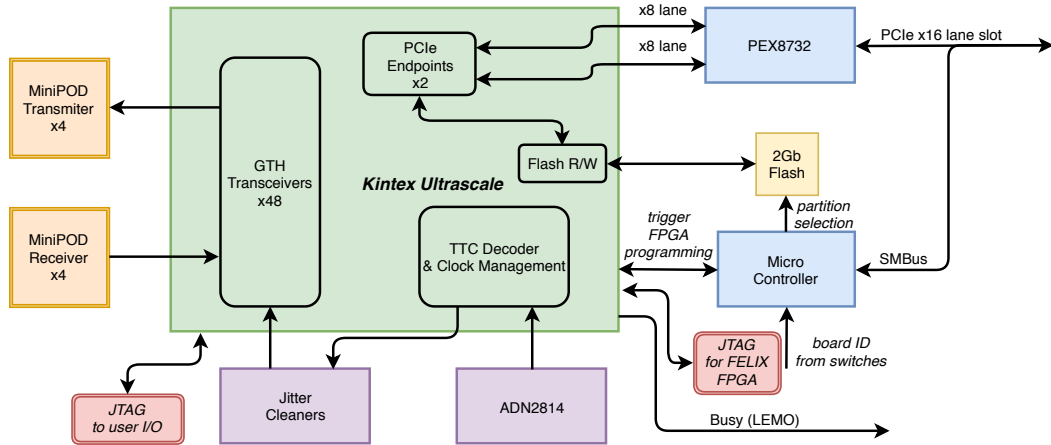 x8 lane
x8 lane
PCIe
Endpoints
x2
PEX8732
PCIe x16 lane slot
MiniPOD
Transmiter
x4
GTH
Transceivers
x48
Flash R/W
2Gb
Flash
Kintex Ultrascale
partition
selection
trigger
FPGA
programming
MiniPOD
Receiver
x4
TTC Decoder
& Clock Management
Micro
Controller
SMBus
JTAG
for FELIX
FPGA
board ID
from switches
JTAG
to user I/O
Jitter
Cleaners
ADN2814
Busy (LEMO)